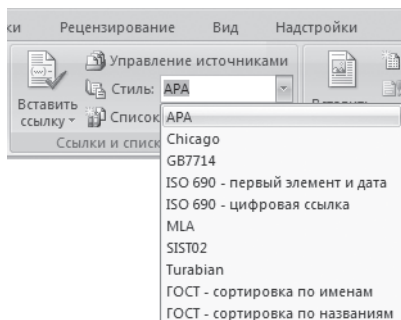 ки Рецензирование Вид Надстройки
Управление источниками
Стиль: APA
Вставить ссылку
Список
Ссылки и списк
APA
Chicago
GB7714
ISO 690 - первый элемент и дата
ISO 690 - цифровая ссылка
MLA
SIST02
Turabian
ГОСТ - сортировка по именам
ГОСТ - сортировка по названиям